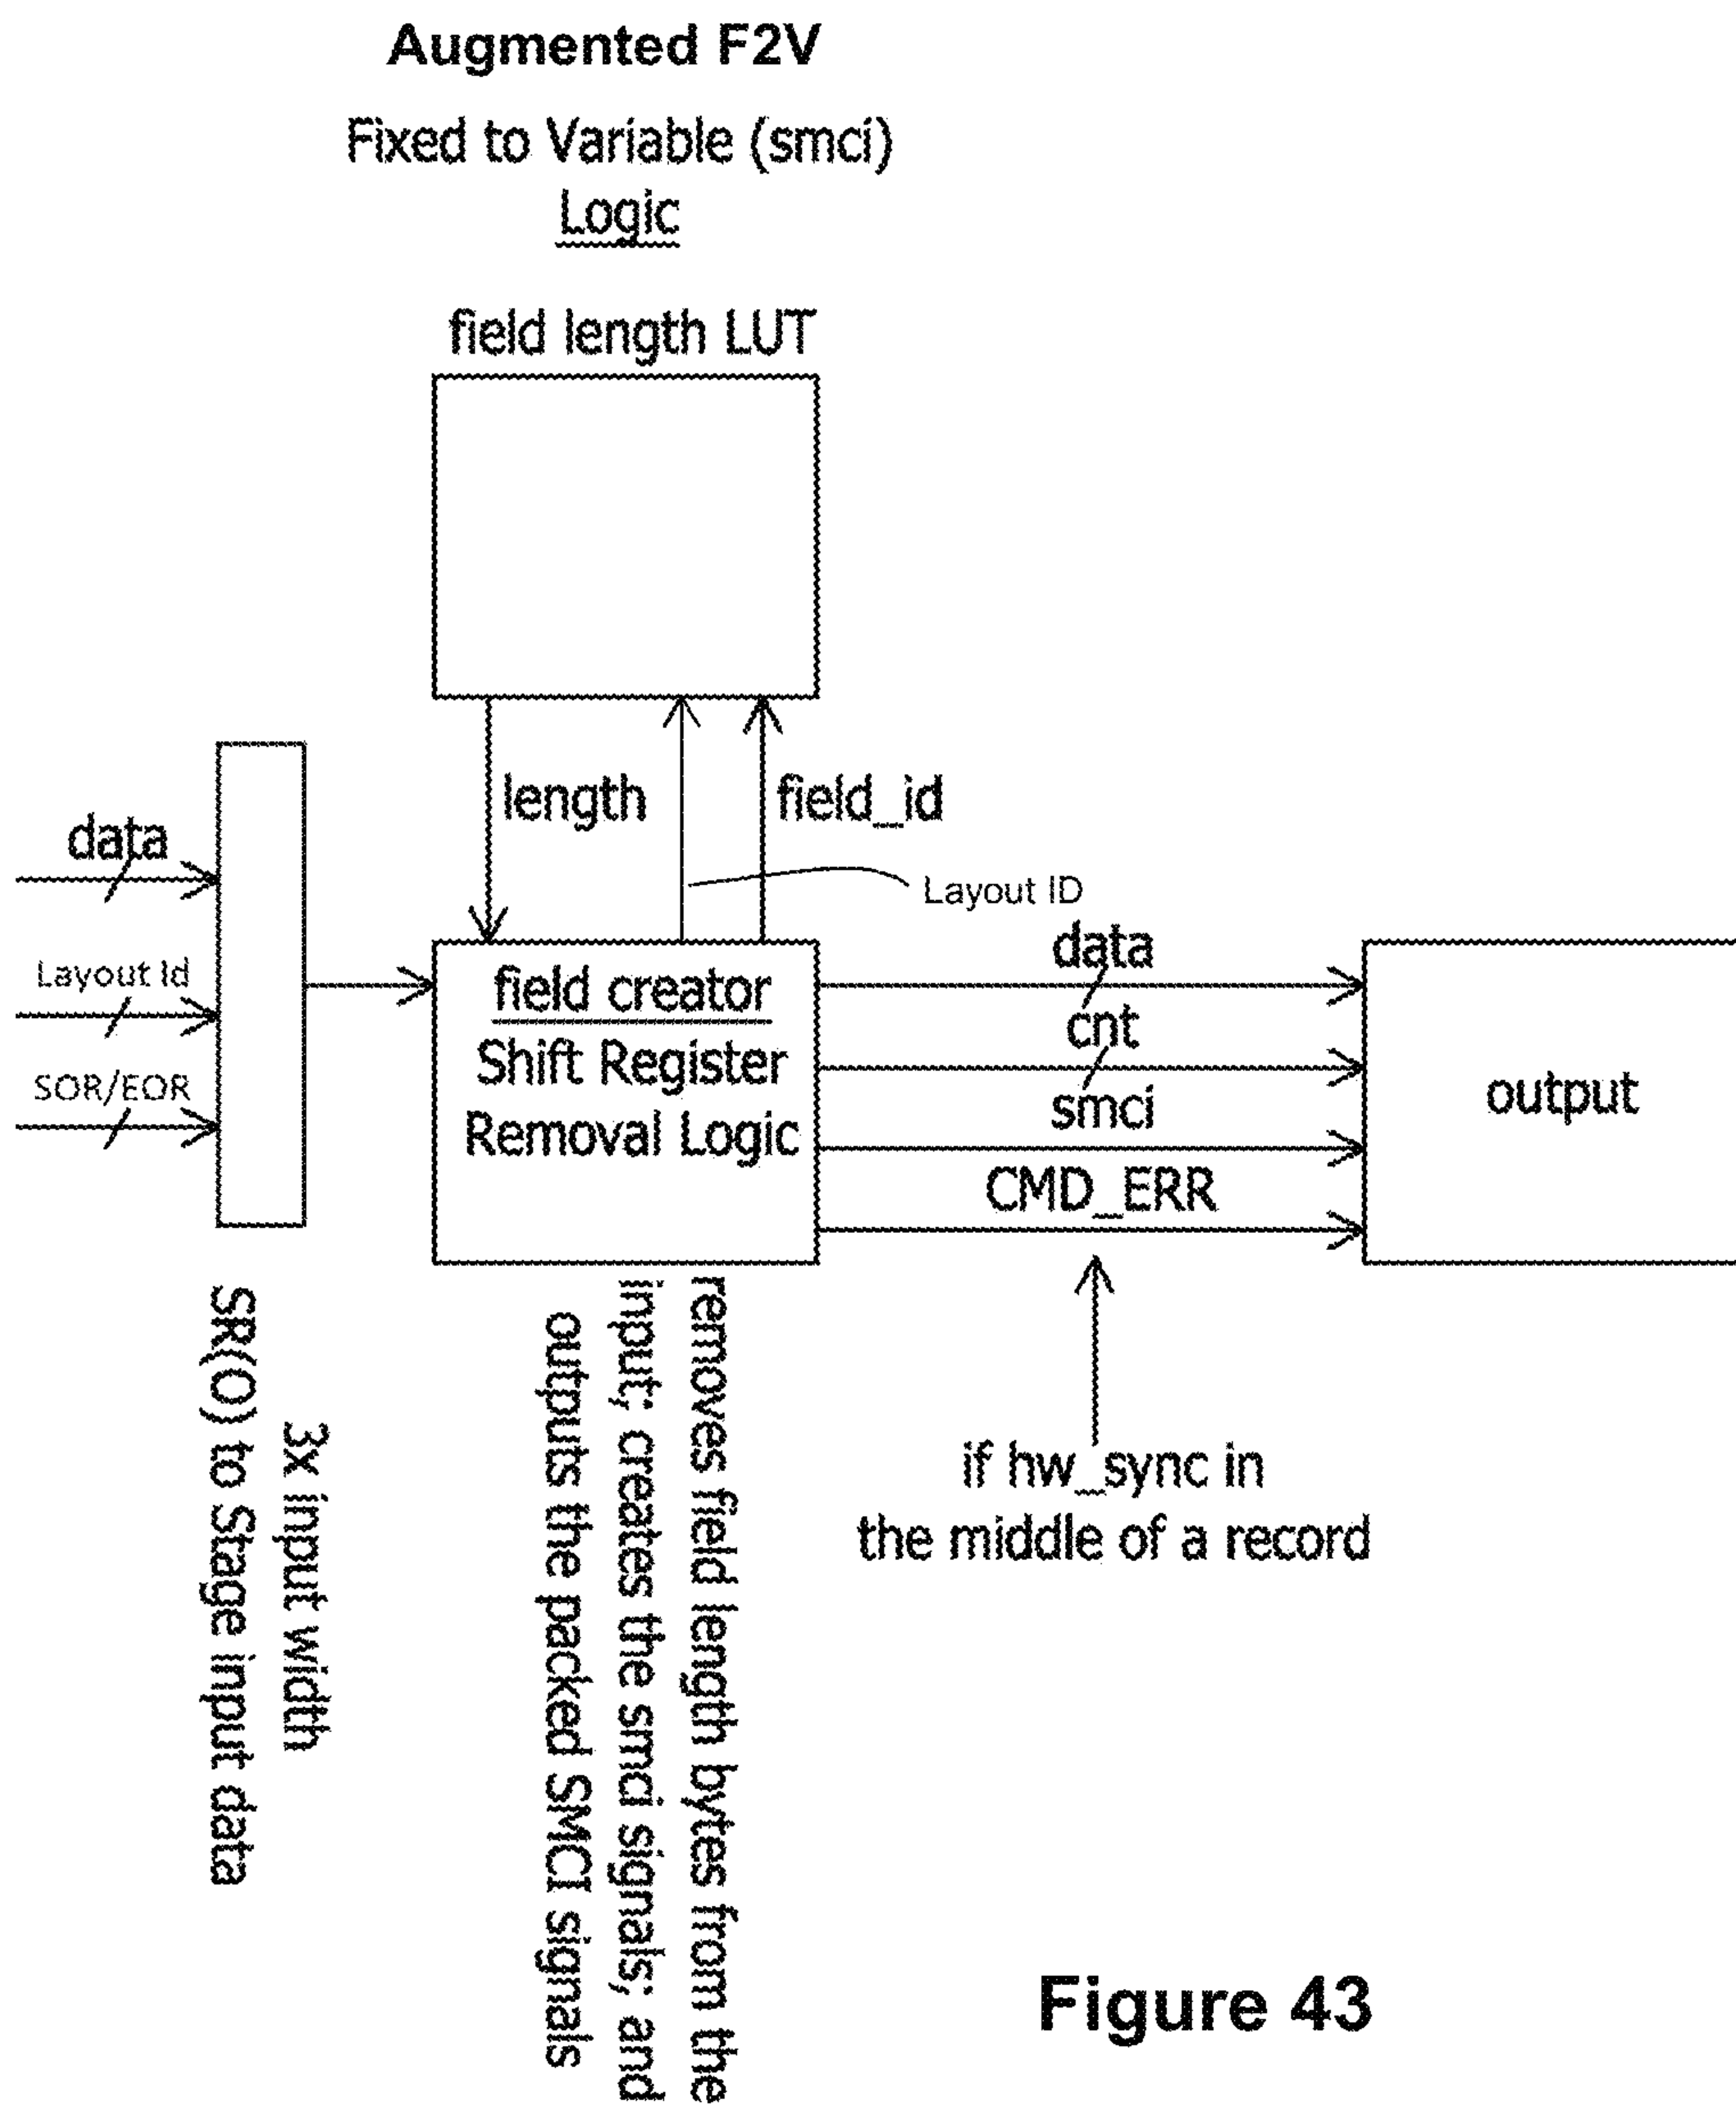 Augmented F2V
Fixed to Variable (smci)
Logic
field length LUT
length
field_id
Layout ID
data
Layout Id
SOR/EOR
field creator
Shift Register
Removal Logic
data
cnt
smci
CMD_ERR
output
if hw_sync in
the middle of a record
3x input width
SR(O) to Stage input data
removes field length bytes from the
input; creates the smci signals; and
outputs the packed SMCI signals
Figure 43